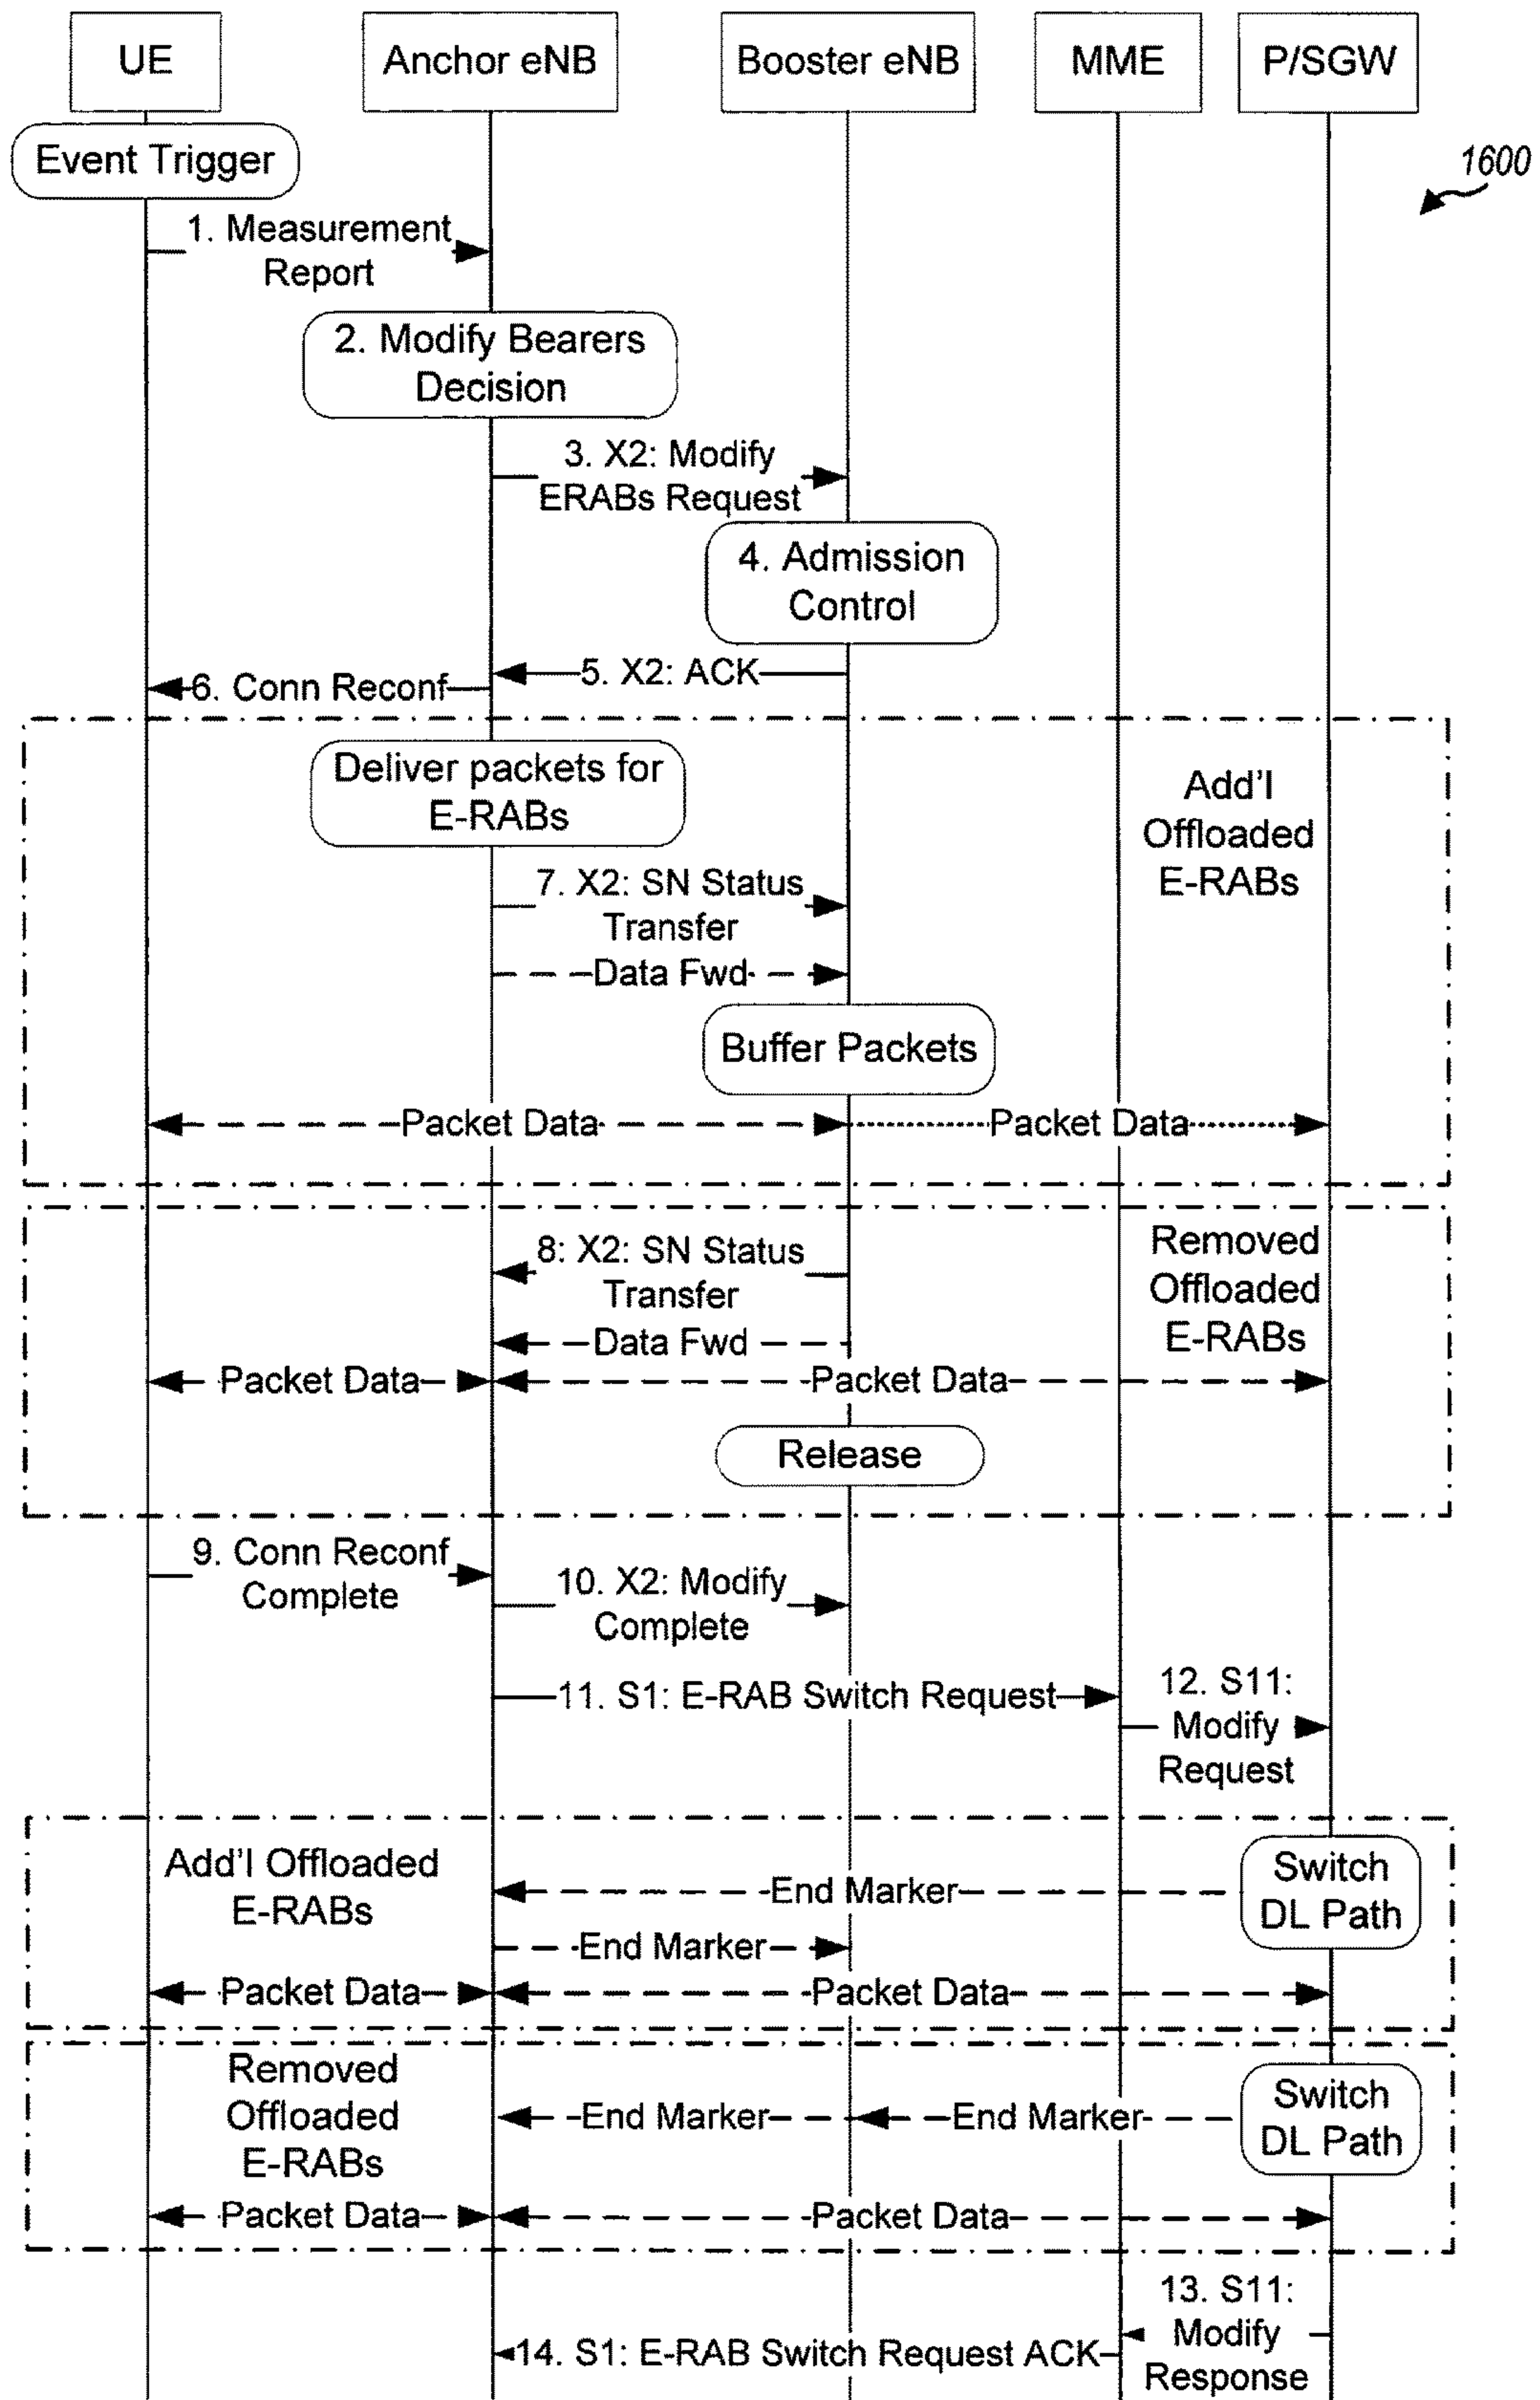 UE
Anchor eNB
Booster eNB
MME
P/SGW
Event Trigger
1600
1. Measurement
Report
2. Modify Bearers
Decision
3. X2: Modify
ERABs Request
4. Admission
Control
5. X2: ACK
6. Conn Reconf
Deliver packets for
E-RABs
Add'l
Offloaded
E-RABs
7. X2: SN Status
Transfer
Data Fwd
Buffer Packets
Packet Data
Packet Data
8: X2: SN Status
Transfer
Removed
Offloaded
E-RABs
Data Fwd
Packet Data
Packet Data
Release
9. Conn Reconf
Complete
10. X2: Modify
Complete
11. S1: E-RAB Switch Request
12. S11:
Modify
Request
Add'l Offloaded
E-RABs
End Marker
Switch
DL Path
End Marker
Packet Data
Packet Data
Removed
Offloaded
E-RABs
End Marker
End Marker
Switch
DL Path
Packet Data
Packet Data
13. S11:
Modify
Response
14. S1: E-RAB Switch Request ACK